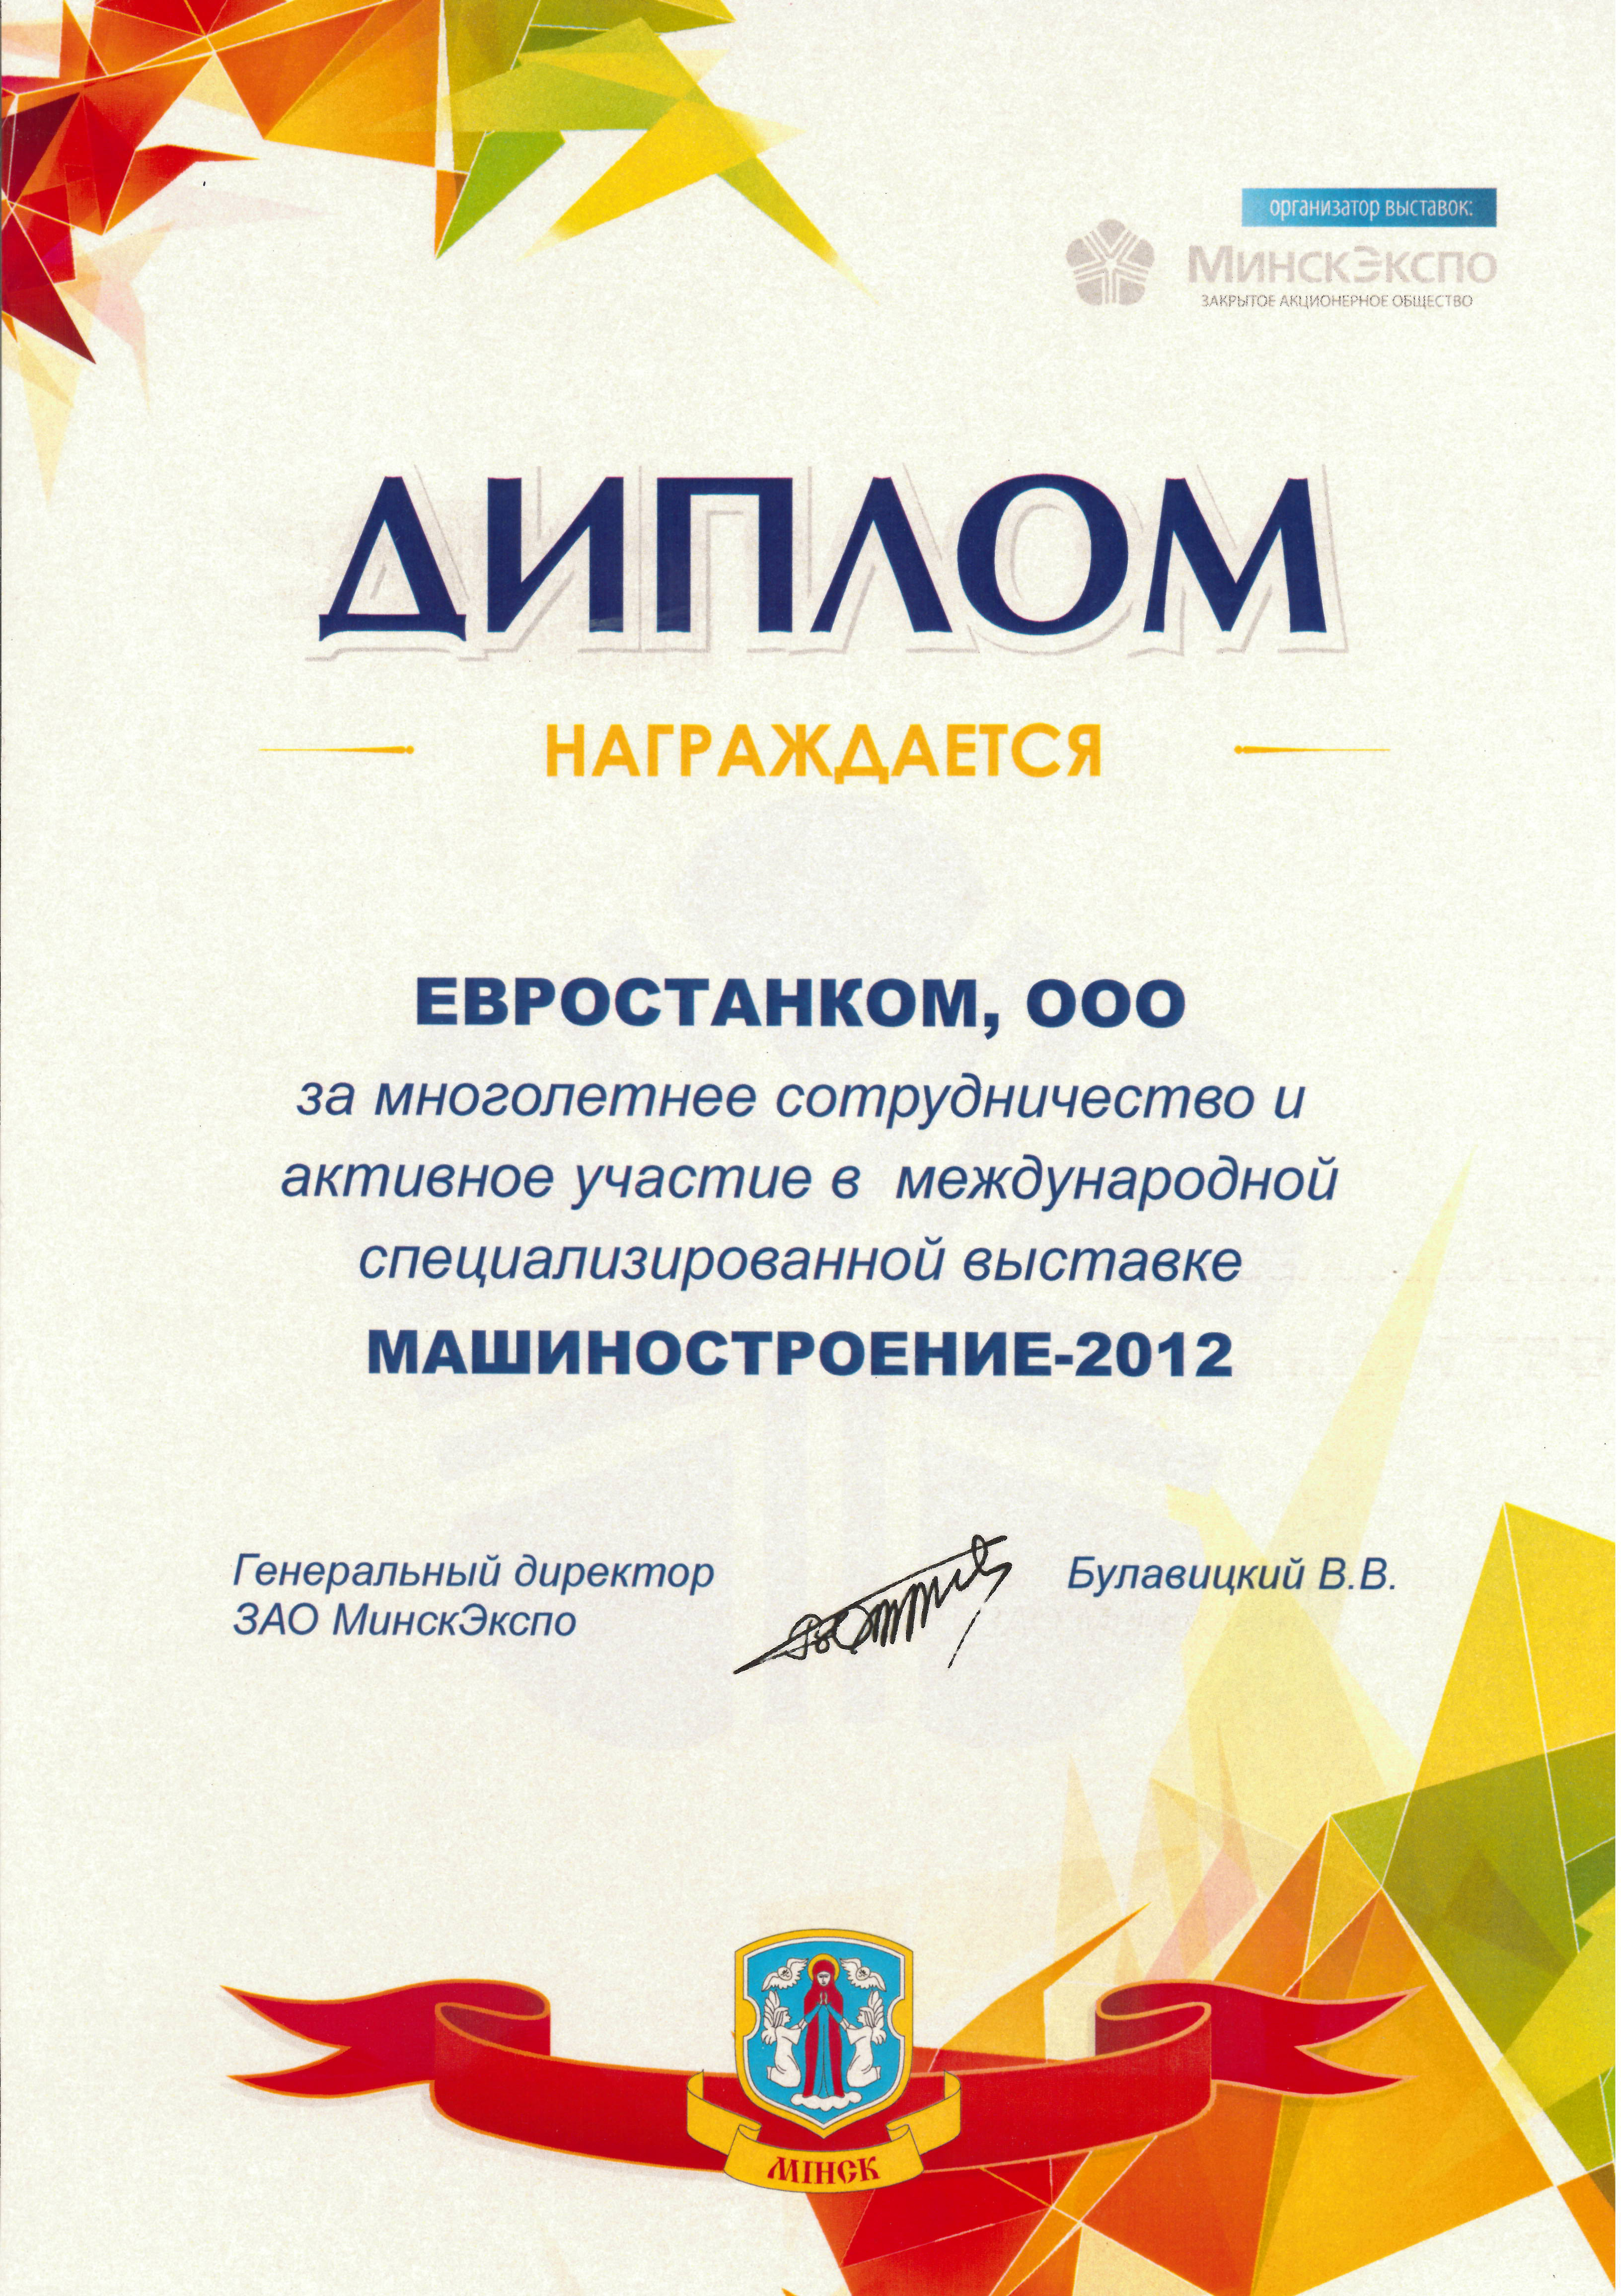 организатор выставок:
МинскЭкспо
ЗАКРЫТОЕ АКЦИОНЕРНОЕ ОБЩЕСТВО
ДИПЛОМ
НАГРАЖДАЕТСЯ
ЕВРОСТАНКОМ, ООО
за многолетнее сотрудничество и
активное участие в международной
специализированной выставке
МАШИНОСТРОЕНИЕ-2012
Генеральный директор
ЗАО МинскЭкспо
Булавицкий В.В.
МІНСК